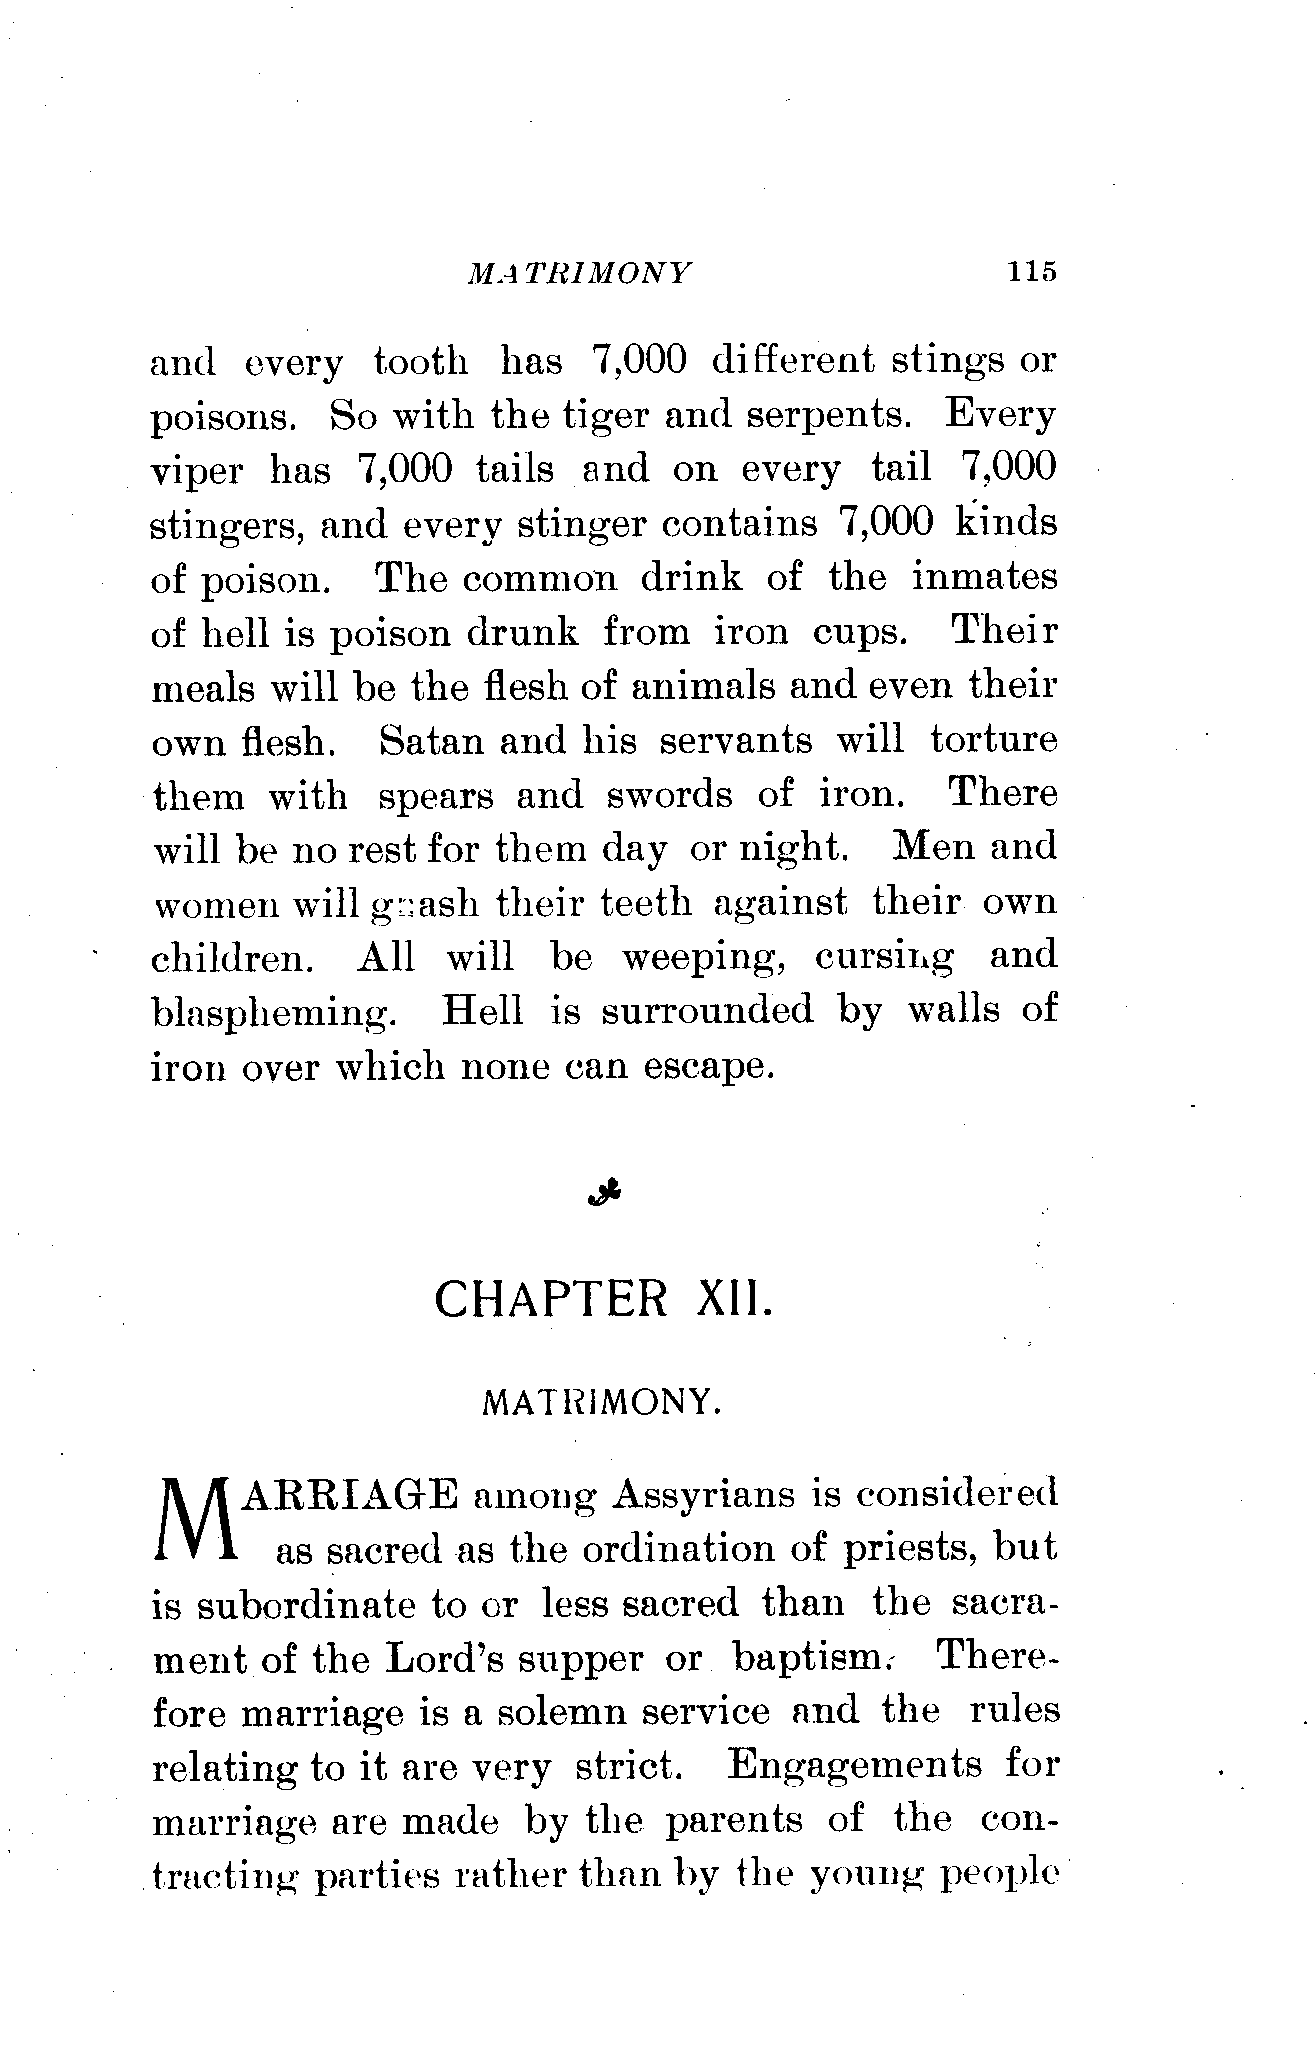 MATRIMONY 115
and every tooth has 7,000 different stings or
poisons. So with the tiger and serpents. Every
viper has 7,000 tails and on every tail 7,000
stingers, and every stinger contains 7,000 kinds
of poison. The common drink of the inmates
of hell is poison drunk from iron cups. Their
meals will be the flesh of animals and even their
own flesh. Satan and his servants will torture
them with spears and swords of iron. There
will be no rest for them day or night. Men and
women will gnash their teeth against their own
children. All will be weeping, cursing and
blaspheming. Hell is surrounded by walls of
iron over which none can escape.
CHAPTER XII.
MATRIMONY.
MARRIAGE among Assyrians is considered
as sacred as the ordination of priests, but
is subordinate to or less sacred than the sacra-
ment of the Lord's supper or baptism. There-
fore marriage is a solemn service and the rules
relating to it are very strict. Engagements for
marriage are made by the parents of the con-
tracting parties rather than by the young people